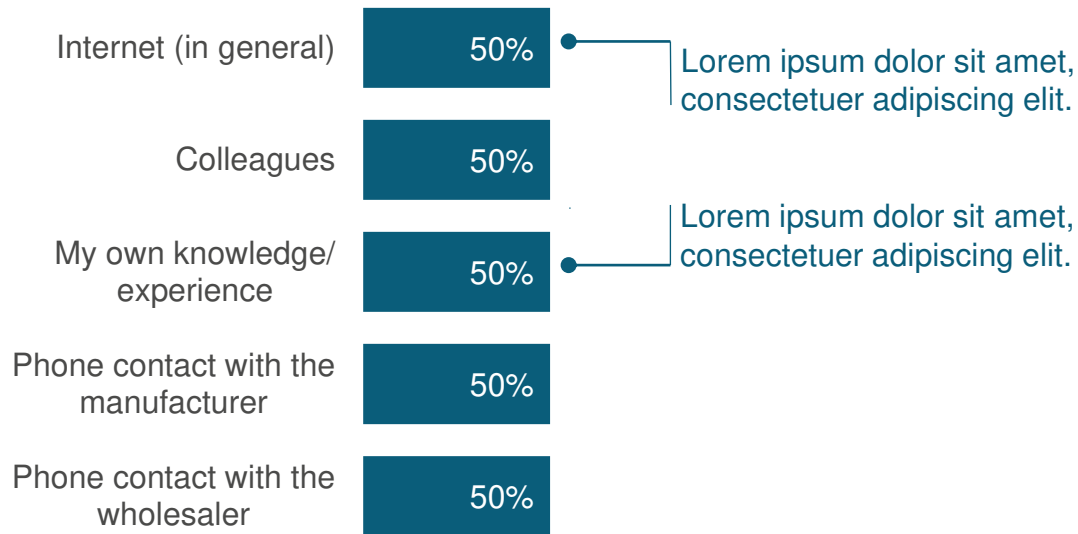 Internet (in general)
50%
Lorem ipsum dolor sit amet,
consectetuer adipiscing elit.
Colleagues
50%
My own knowledge/
experience
50%
Lorem ipsum dolor sit amet,
consectetuer adipiscing elit.
Phone contact with the
manufacturer
50%
Phone contact with the
wholesaler
50%